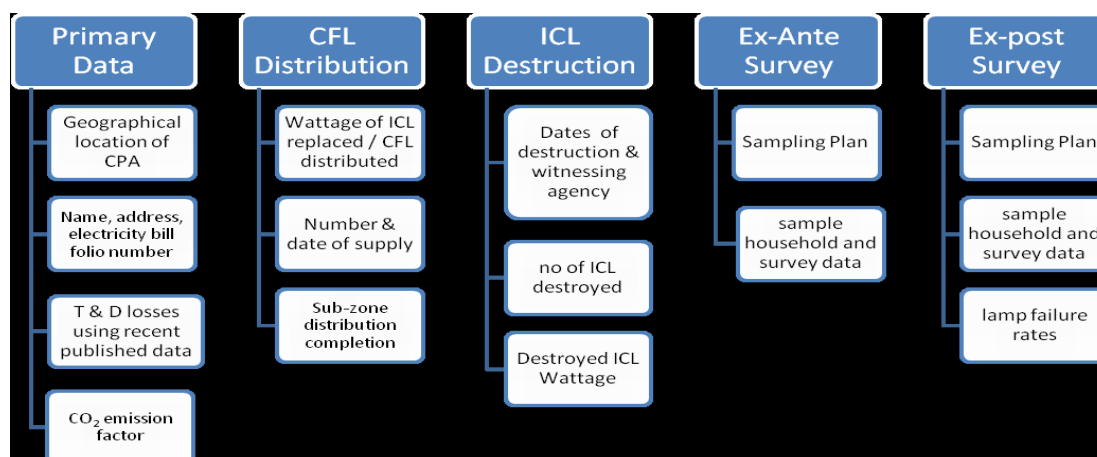 Primary
Data
Geographical
location of
CPA
Name, address,
electricity bill
folio number
T & D losses
using recent
published data
CO₂ emission
factor
CFL
Distribution
Wattage of ICL
replaced / CFL
distributed
Number &
date of supply
Sub-zone
distribution
completion
ICL
Destruction
Dates of
destruction &
witnessing
agency
no of ICL
destroyed
Destroyed ICL
Wattage
Ex-Ante
Survey
Sampling Plan
sample
household and
survey data
Ex-post
Survey
Sampling Plan
sample
household and
survey data
lamp failure
rates